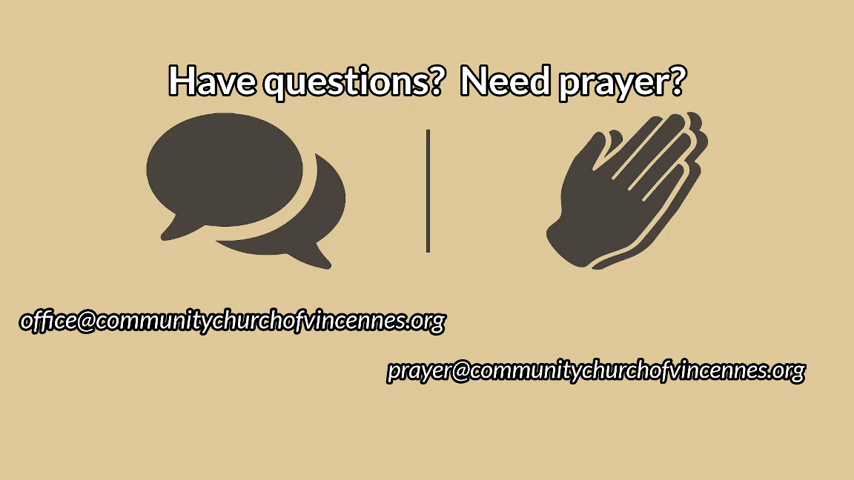 Have questions?  Need prayer?
office@communitychurchofvincennes.org
prayer@communitychurchofvincennes.org